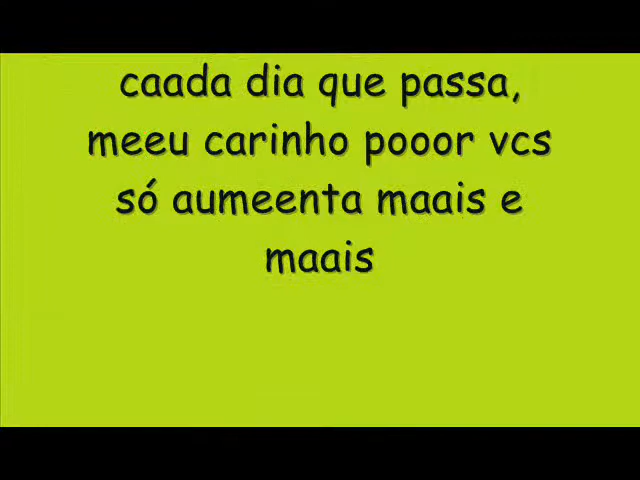 caada dia que passa,
meeu carinho pooor vcs
só aumeenta maais e
maais